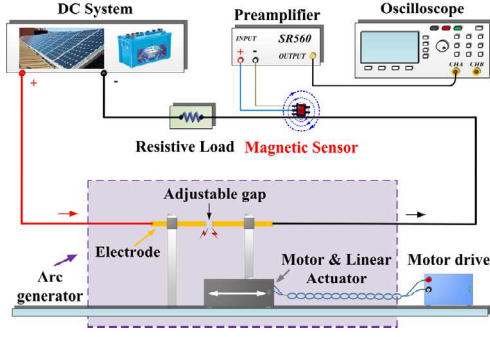 DC System
Preamplifier
Oscilloscope
INPUT
SR560
+
-
OUTPUT
CHA
CHB
+
-
Resistive Load
Magnetic Sensor
Adjustable gap
Electrode
Motor & Linear
Actuator
Motor drive
Arc
generator